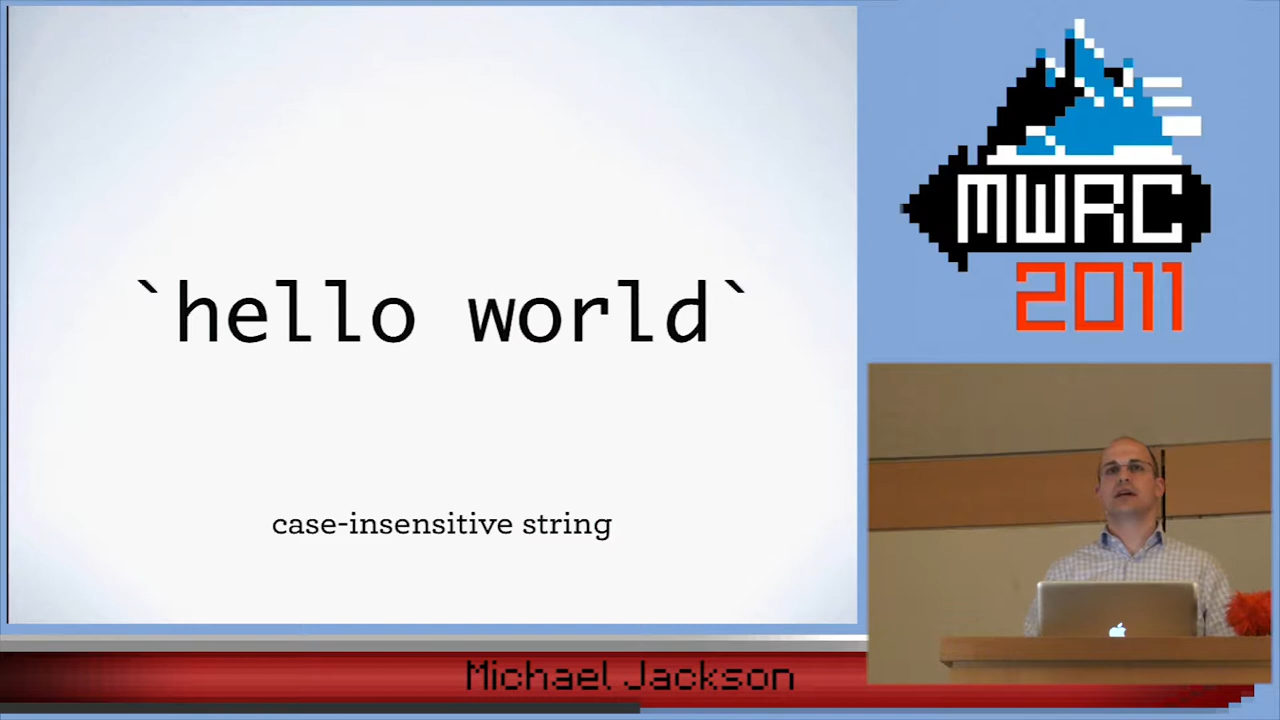 `hello world`
case-insensitive string
MWRC
2011
Michael Jackson